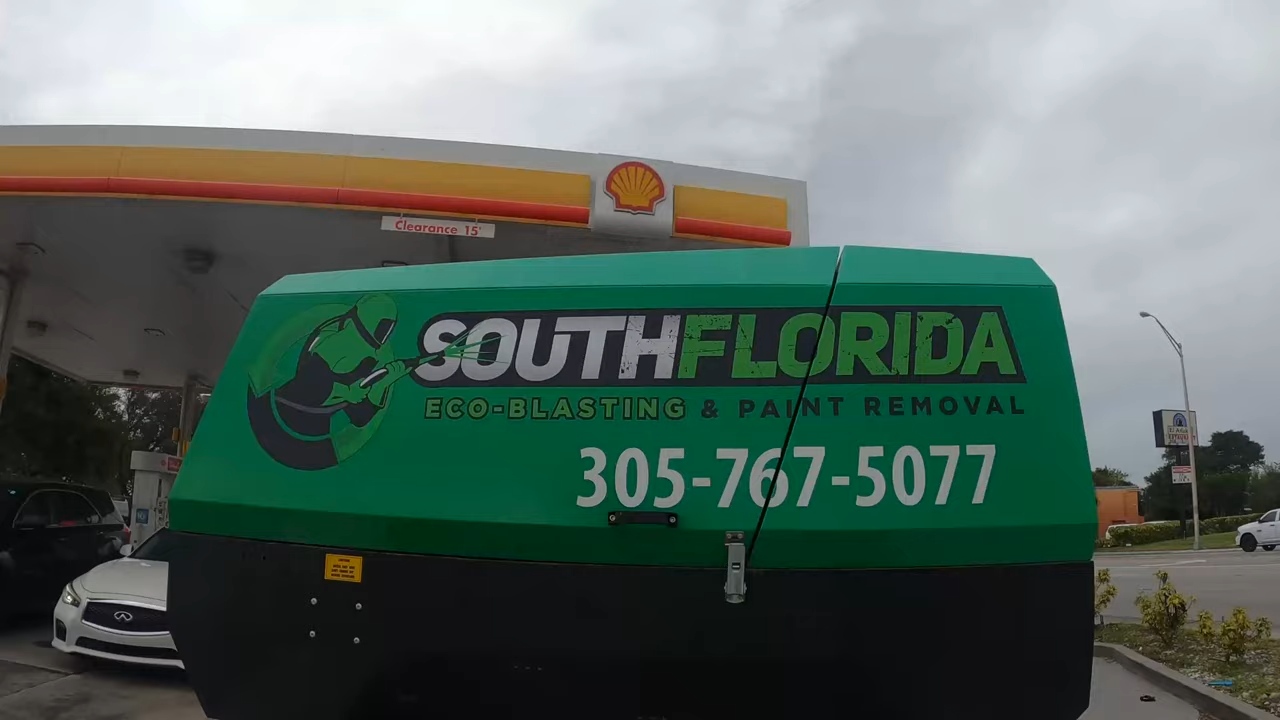 Clearance 15'
SOUTHFLORIDA
ECO-BLASTING & PAINT REMOVAL
305-767-5077